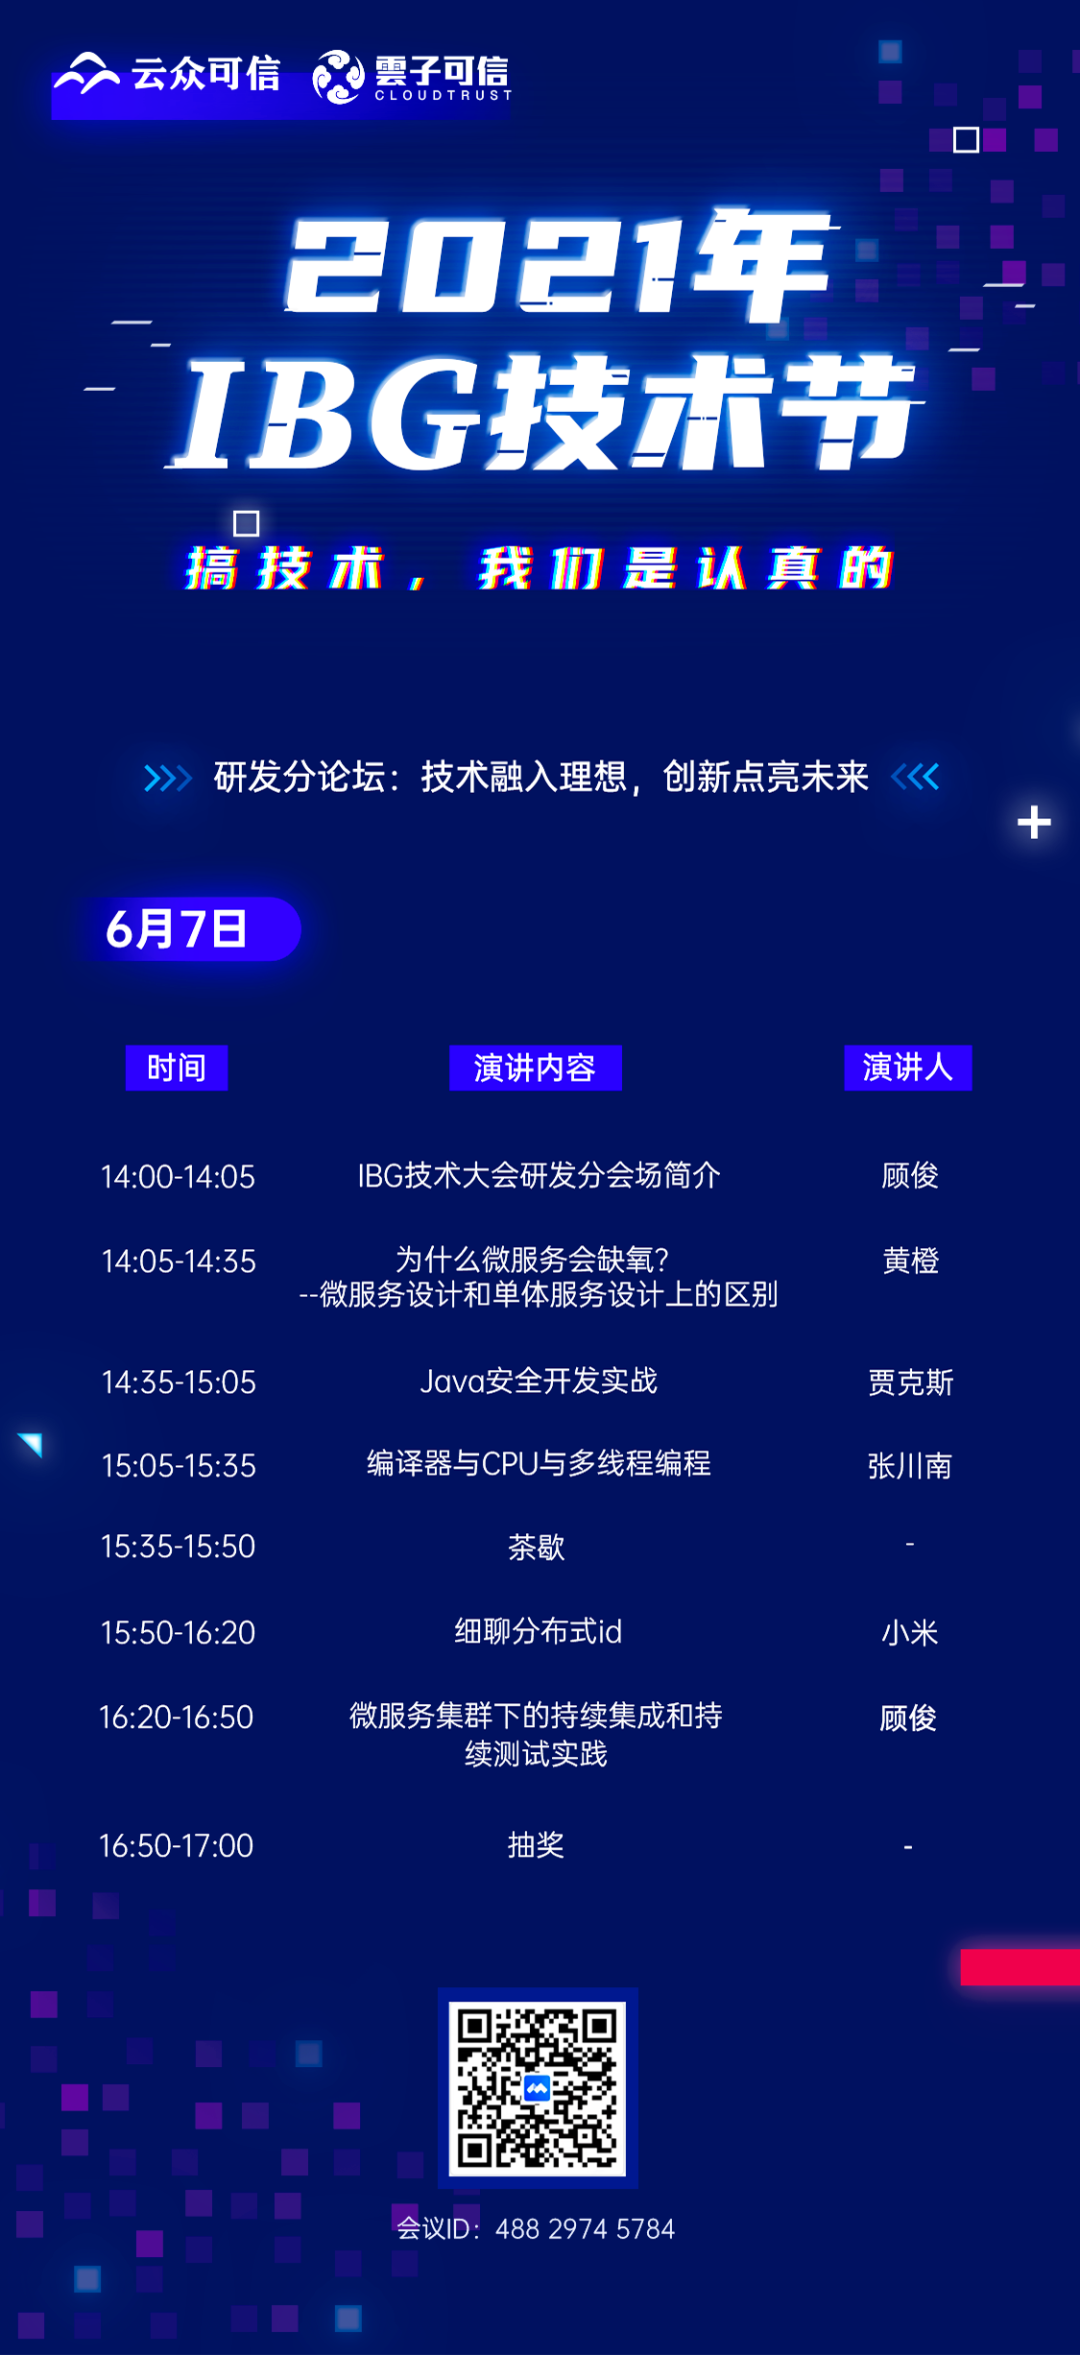 云众可信 雲子可信
CLOUDTRUST
2021年
IBG技术节
搞技术，我们是认真的
研发分论坛：技术融入理想，创新点亮未来
6月7日
时间 演讲内容 演讲人
14:00-14:05 IBG技术大会研发分会场简介 顾俊
14:05-14:35 为什么微服务会缺氧？ 黄橙
--微服务设计和单体服务设计上的区别
14:35-15:05 Java安全开发实战 贾克斯
15:05-15:35 编译器与CPU与多线程编程 张川南
15:35-15:50 茶歇 -
15:50-16:20 细聊分布式id 小米
16:20-16:50 微服务集群下的持续集成和持 顾俊
续测试实践
16:50-17:00 抽奖 -
会议ID：488 2974 5784